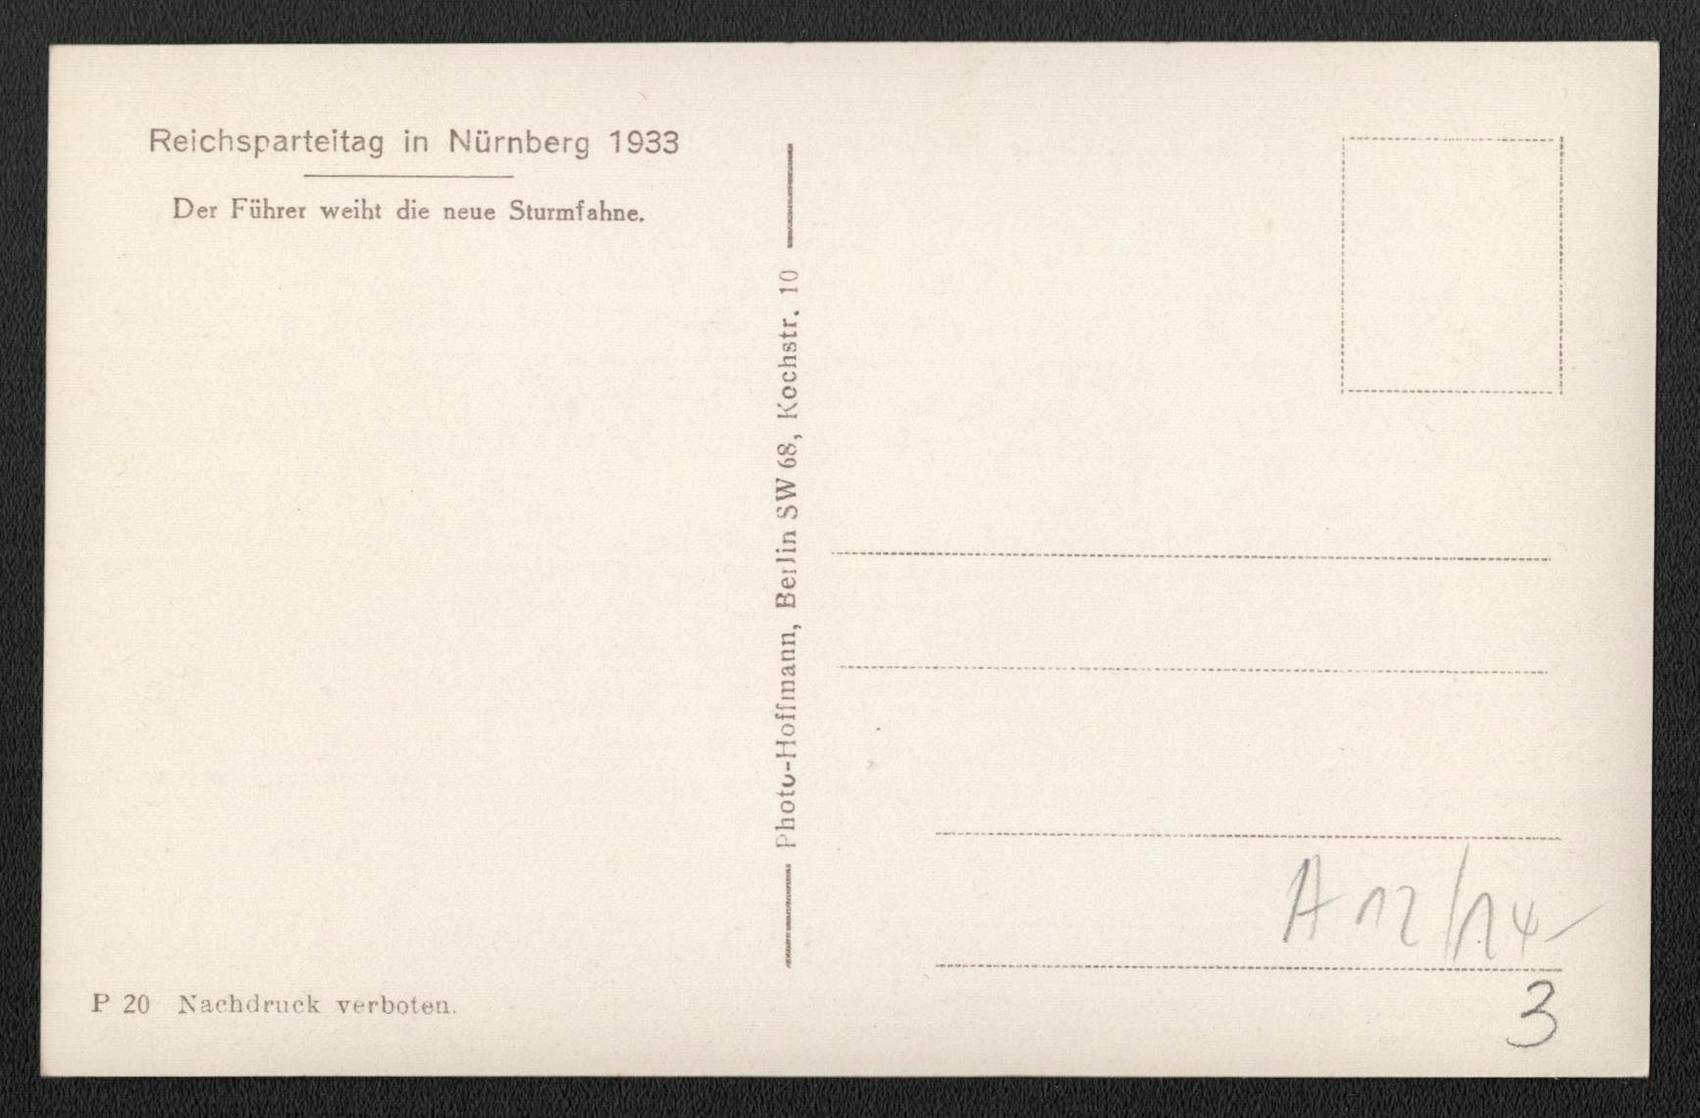 Reichsparteitag in Nürnberg 1933
Der Führer weiht die neue Sturmfahne.
Photo-Hoffmann, Berlin SW 68, Kochstr. 10
A 12/14-
3
P 20 Nachdruck verboten.